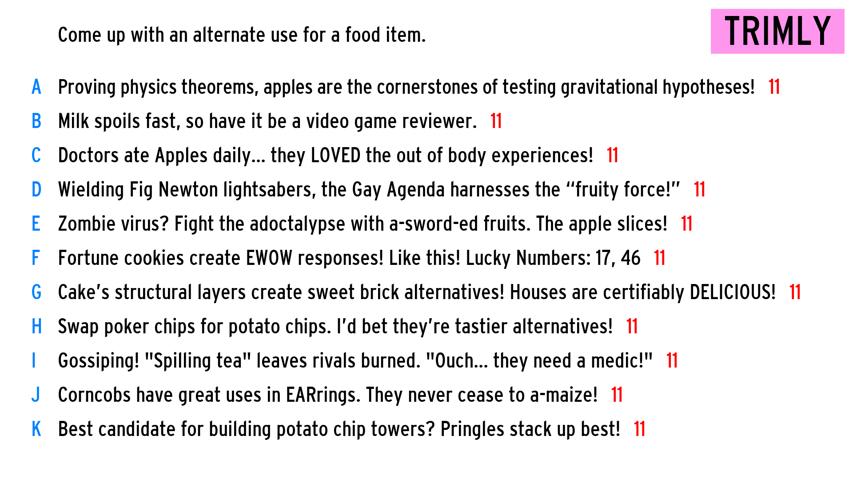 Come up with an alternate use for a food item.
TRIMLY
A Proving physics theorems, apples are the cornerstones of testing gravitational hypotheses! 11
B Milk spoils fast, so have it be a video game reviewer. 11
C Doctors ate Apples daily... they LOVED the out of body experiences! 11
D Wielding Fig Newton lightsabers, the Gay Agenda harnesses the “fruity force!” 11
E Zombie virus? Fight the adoctalypse with a-sword-ed fruits. The apple slices! 11
F Fortune cookies create EWOW responses! Like this! Lucky Numbers: 17, 46 11
G Cake’s structural layers create sweet brick alternatives! Houses are certifiably DELICIOUS! 11
H Swap poker chips for potato chips. I’d bet they’re tastier alternatives! 11
I Gossiping! "Spilling tea" leaves rivals burned. "Ouch... they need a medic!" 11
J Corncobs have great uses in EARrings. They never cease to a-maize! 11
K Best candidate for building potato chip towers? Pringles stack up best! 11